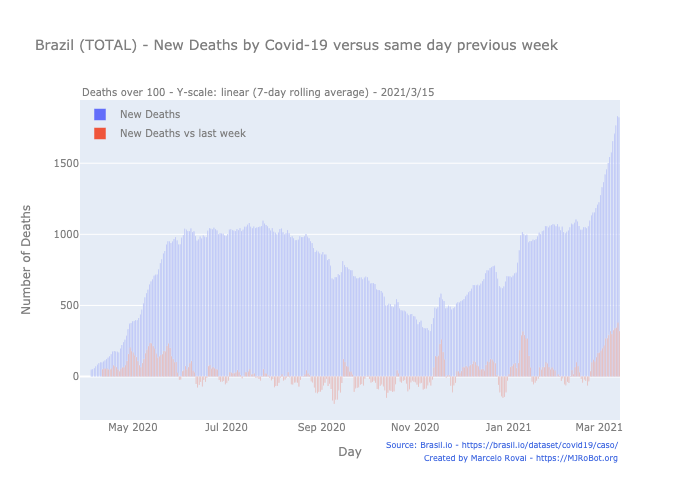 Brazil (TOTAL) - New Deaths by Covid-19 versus same day previous week
Deaths over 100 - Y-scale: linear (7-day rolling average) - 2021/3/15
New Deaths
New Deaths vs last week
1500
1000
500
0
Number of Deaths
May 2020
Jul 2020
Sep 2020
Nov 2020
Jan 2021
Mar 2021
Day
Source: Brasil.io - https://brasil.io/dataset/covid19/caso/
Created by Marcelo Rovai - https://MJRoBot.org